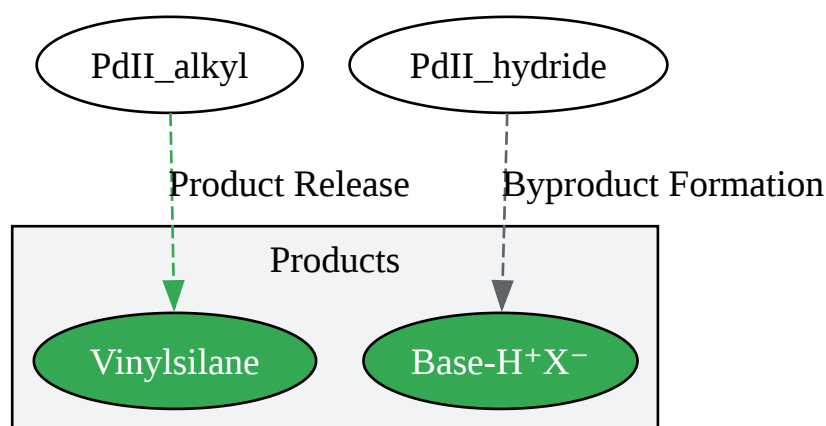 PdII_alkyl
PdII_hydride
Product Release
Byproduct Formation
Products
Vinylsilane
Base-H⁺X⁻